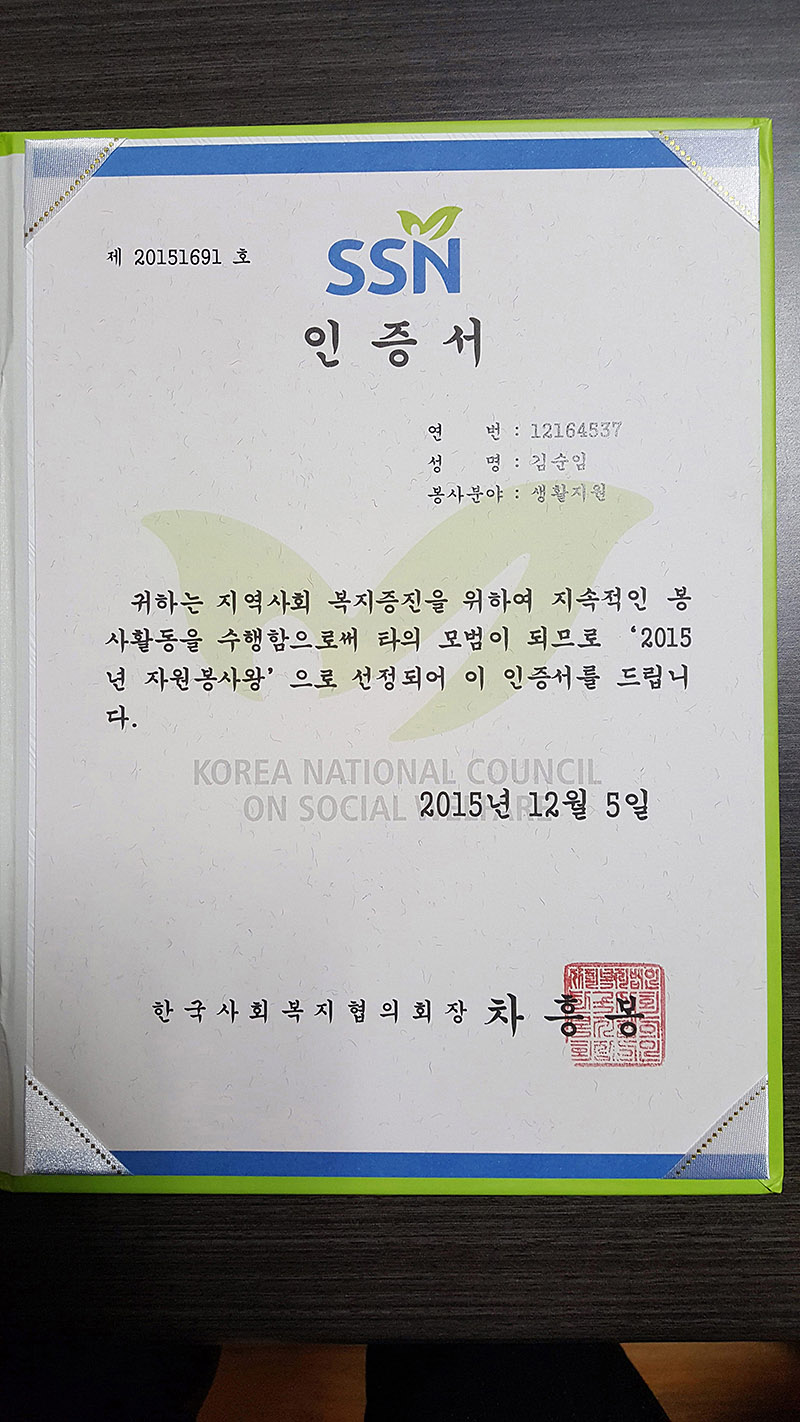 제 20151691 호
SSN
인증서
연 번 : 12164537
성 명 : 김순임
봉사분야 : 생활지원
귀하는 지역사회 복지증진을 위하여 지속적인 봉
사활동을 수행함으로써 타의 모범이 되므로 ‘2015
년 자원봉사왕’으로 선정되어 이 인증서를 드립니
다.
KOREA NATIONAL COUNCIL
ON SOCIAL WELFARE
2015년 12월 5일
한국사회복지협의회장 차흥봉